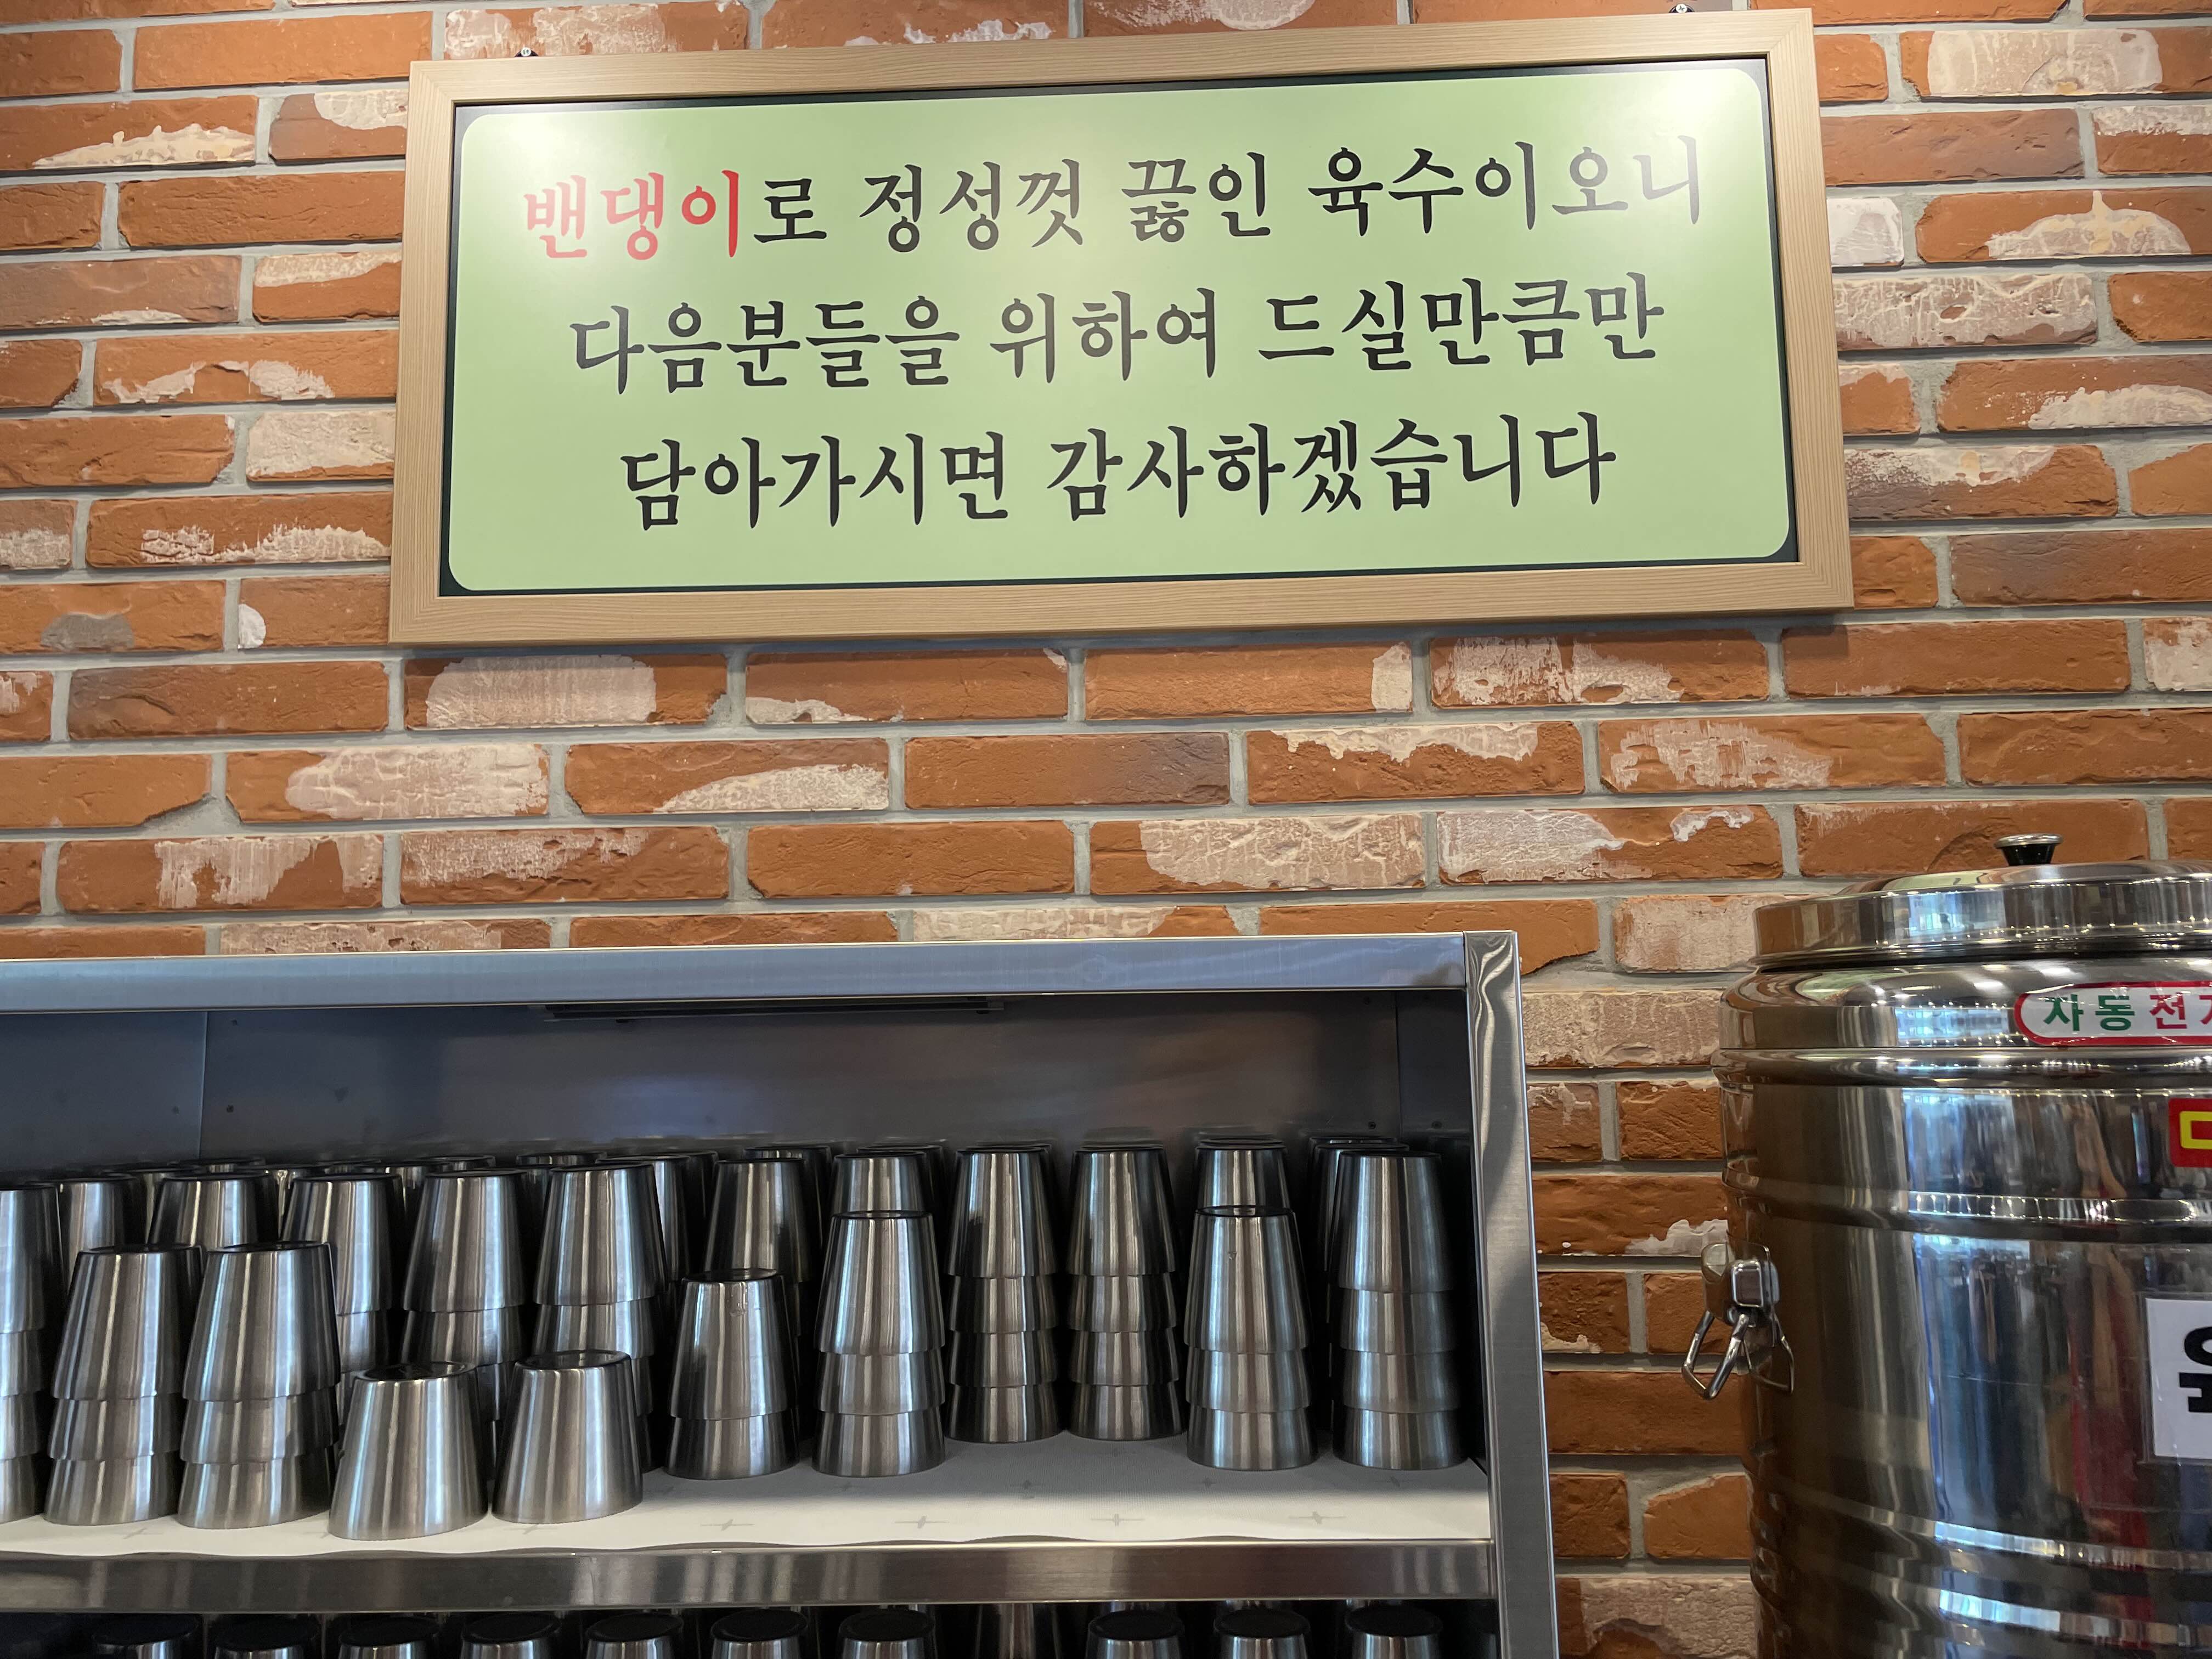 밴댕이로 정성껏 끓인 육수이오니
다음분들을 위하여 드실만큼만
담아가시면 감사하겠습니다
자동